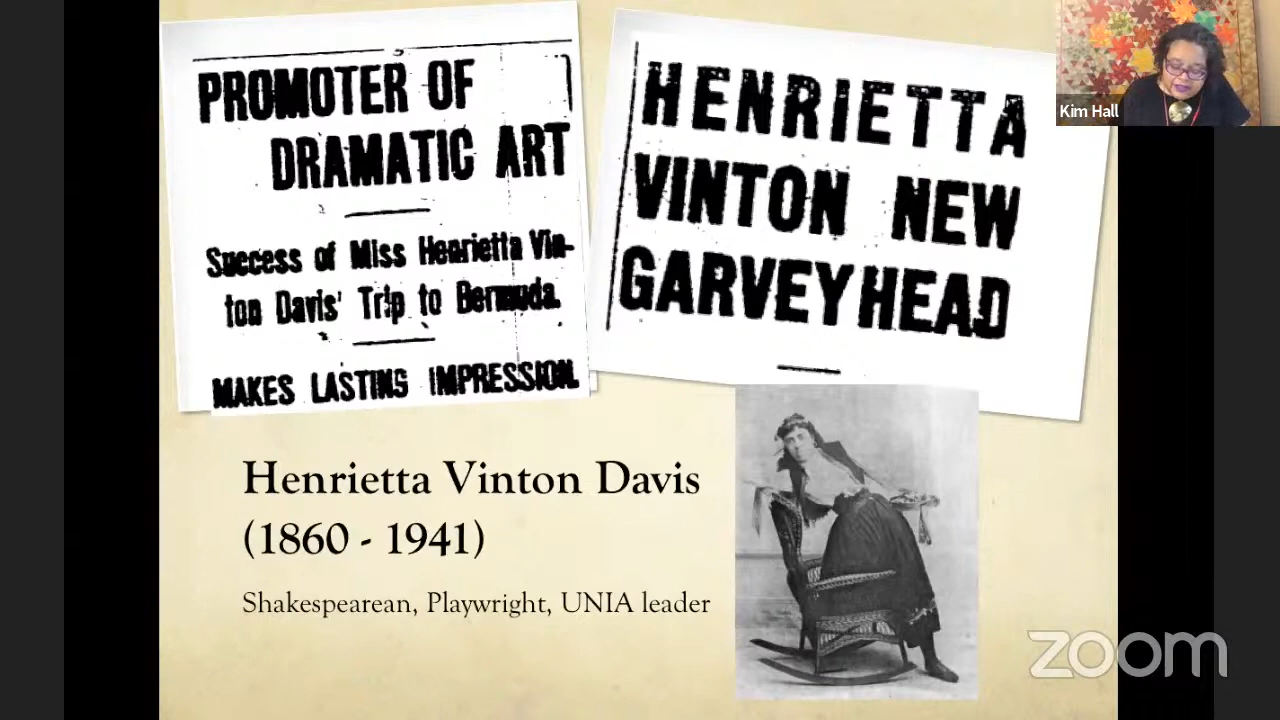 PROMOTER OF
DRAMATIC ART
Success of Miss Henrietta Vin-
ton Davis' Trip to Bermuda.
MAKES LASTING IMPRESSION.
HENRIETTA
VINTON NEW
GARVEY HEAD
Kim Hall
Henrietta Vinton Davis
(1860 - 1941)
Shakespearean, Playwright, UNIA leader
zoom